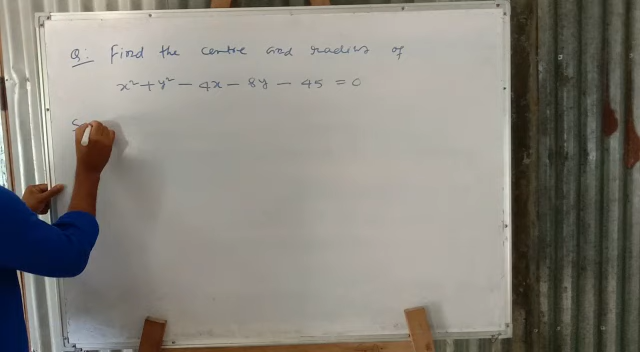 Q: Find the centre and radius of
x² + y² - 4x - 8y - 45 = 0
S